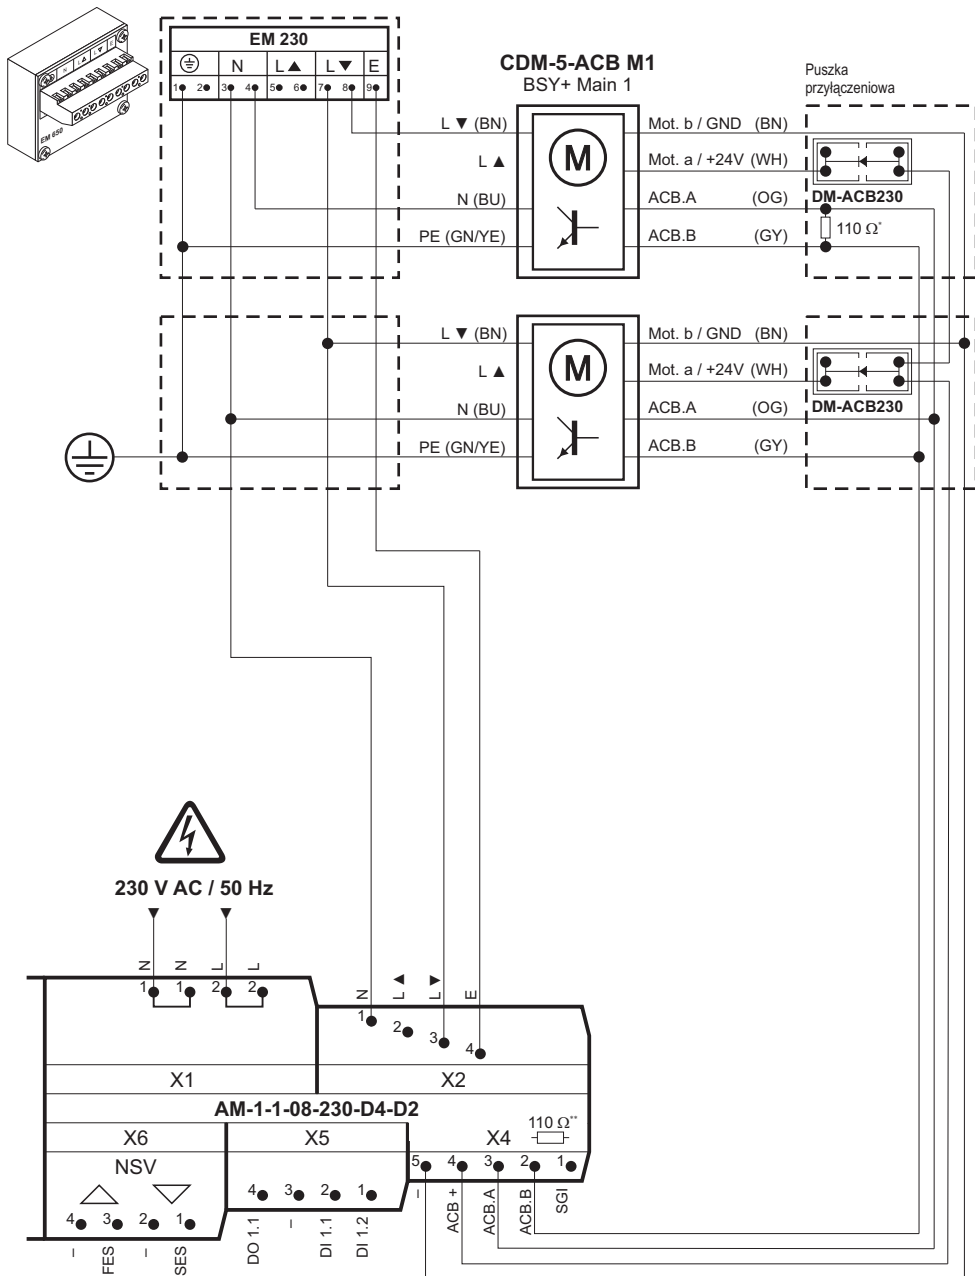 EM 230
N L▲ L▼ E
1 2 3 4 5 6 7 8 9
N L▲ L▼ E
EM 650
CDM-5-ACB M1
BSY+ Main 1
Puszka
przyłączeniowa
L ▼ (BN)
L ▲
N (BU)
PE (GN/YE)
M
Mot. b / GND (BN)
Mot. a / +24V (WH)
ACB.A (OG)
ACB.B (GY)
DM-ACB230
110 Ω*
L ▼ (BN)
L ▲
N (BU)
PE (GN/YE)
M
Mot. b / GND (BN)
Mot. a / +24V (WH)
ACB.A (OG)
ACB.B (GY)
DM-ACB230
230 V AC / 50 Hz
N N L L
1 1 2 2
N L▲ L▼ E
1 2 3 4
X1 X2
AM-1-1-08-230-D4-D2
X6 X5 X4 110 Ω**
NSV
5 4 3 2 1
– ACB + ACB.A ACB.B SGI
4 3 2 1
DO 1.1 – DI 1.1 DI 1.2
4 3 2 1
– FES – SES